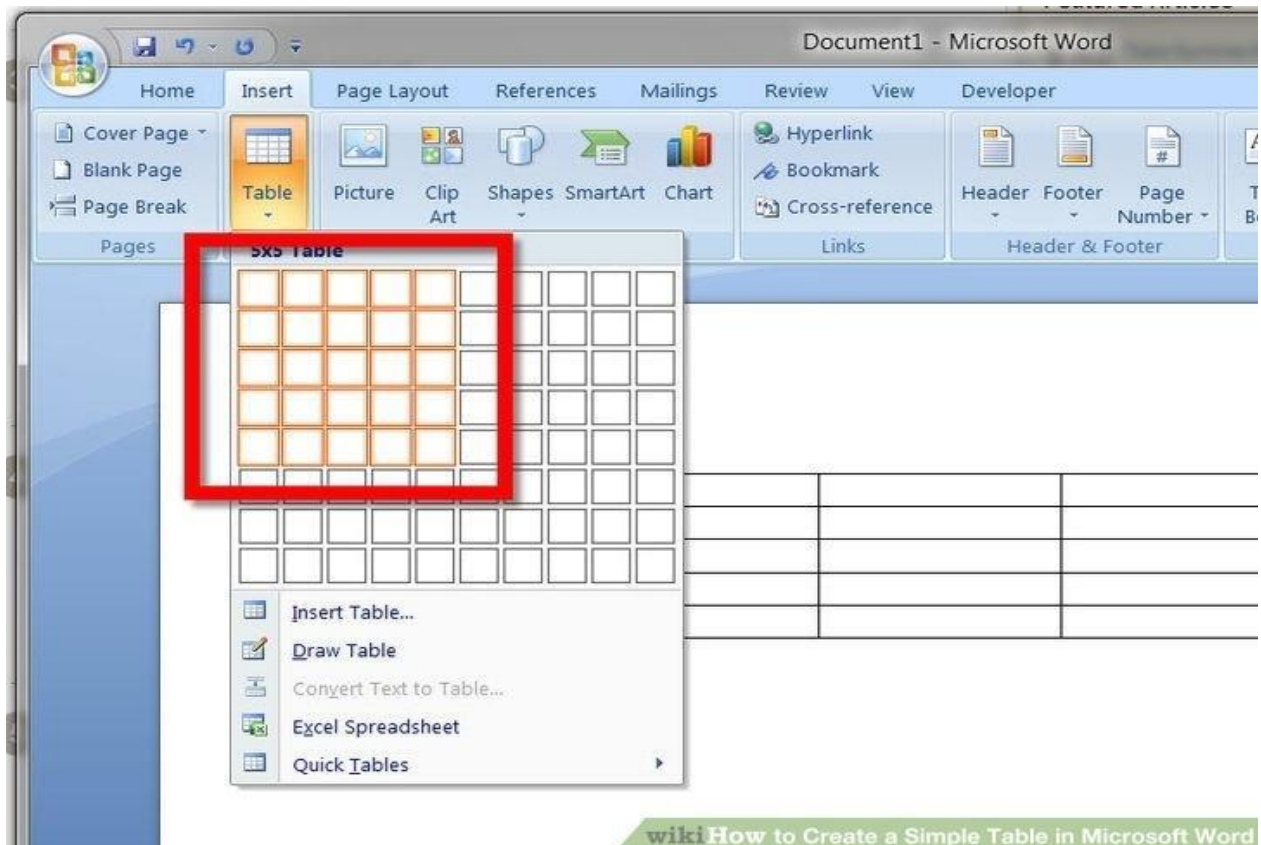 Document1 - Microsoft Word
Home Insert Page Layout References Mailings Review View Developer
Cover Page
Blank Page
Page Break
Pages
Table
Picture
Clip Art
Shapes
SmartArt
Chart
Hyperlink
Bookmark
Cross-reference
Links
Header
Footer
Page Number
Header & Footer
5x5 Table
Insert Table...
Draw Table
Convert Text to Table...
Excel Spreadsheet
Quick Tables
wikiHow to Create a Simple Table in Microsoft Word